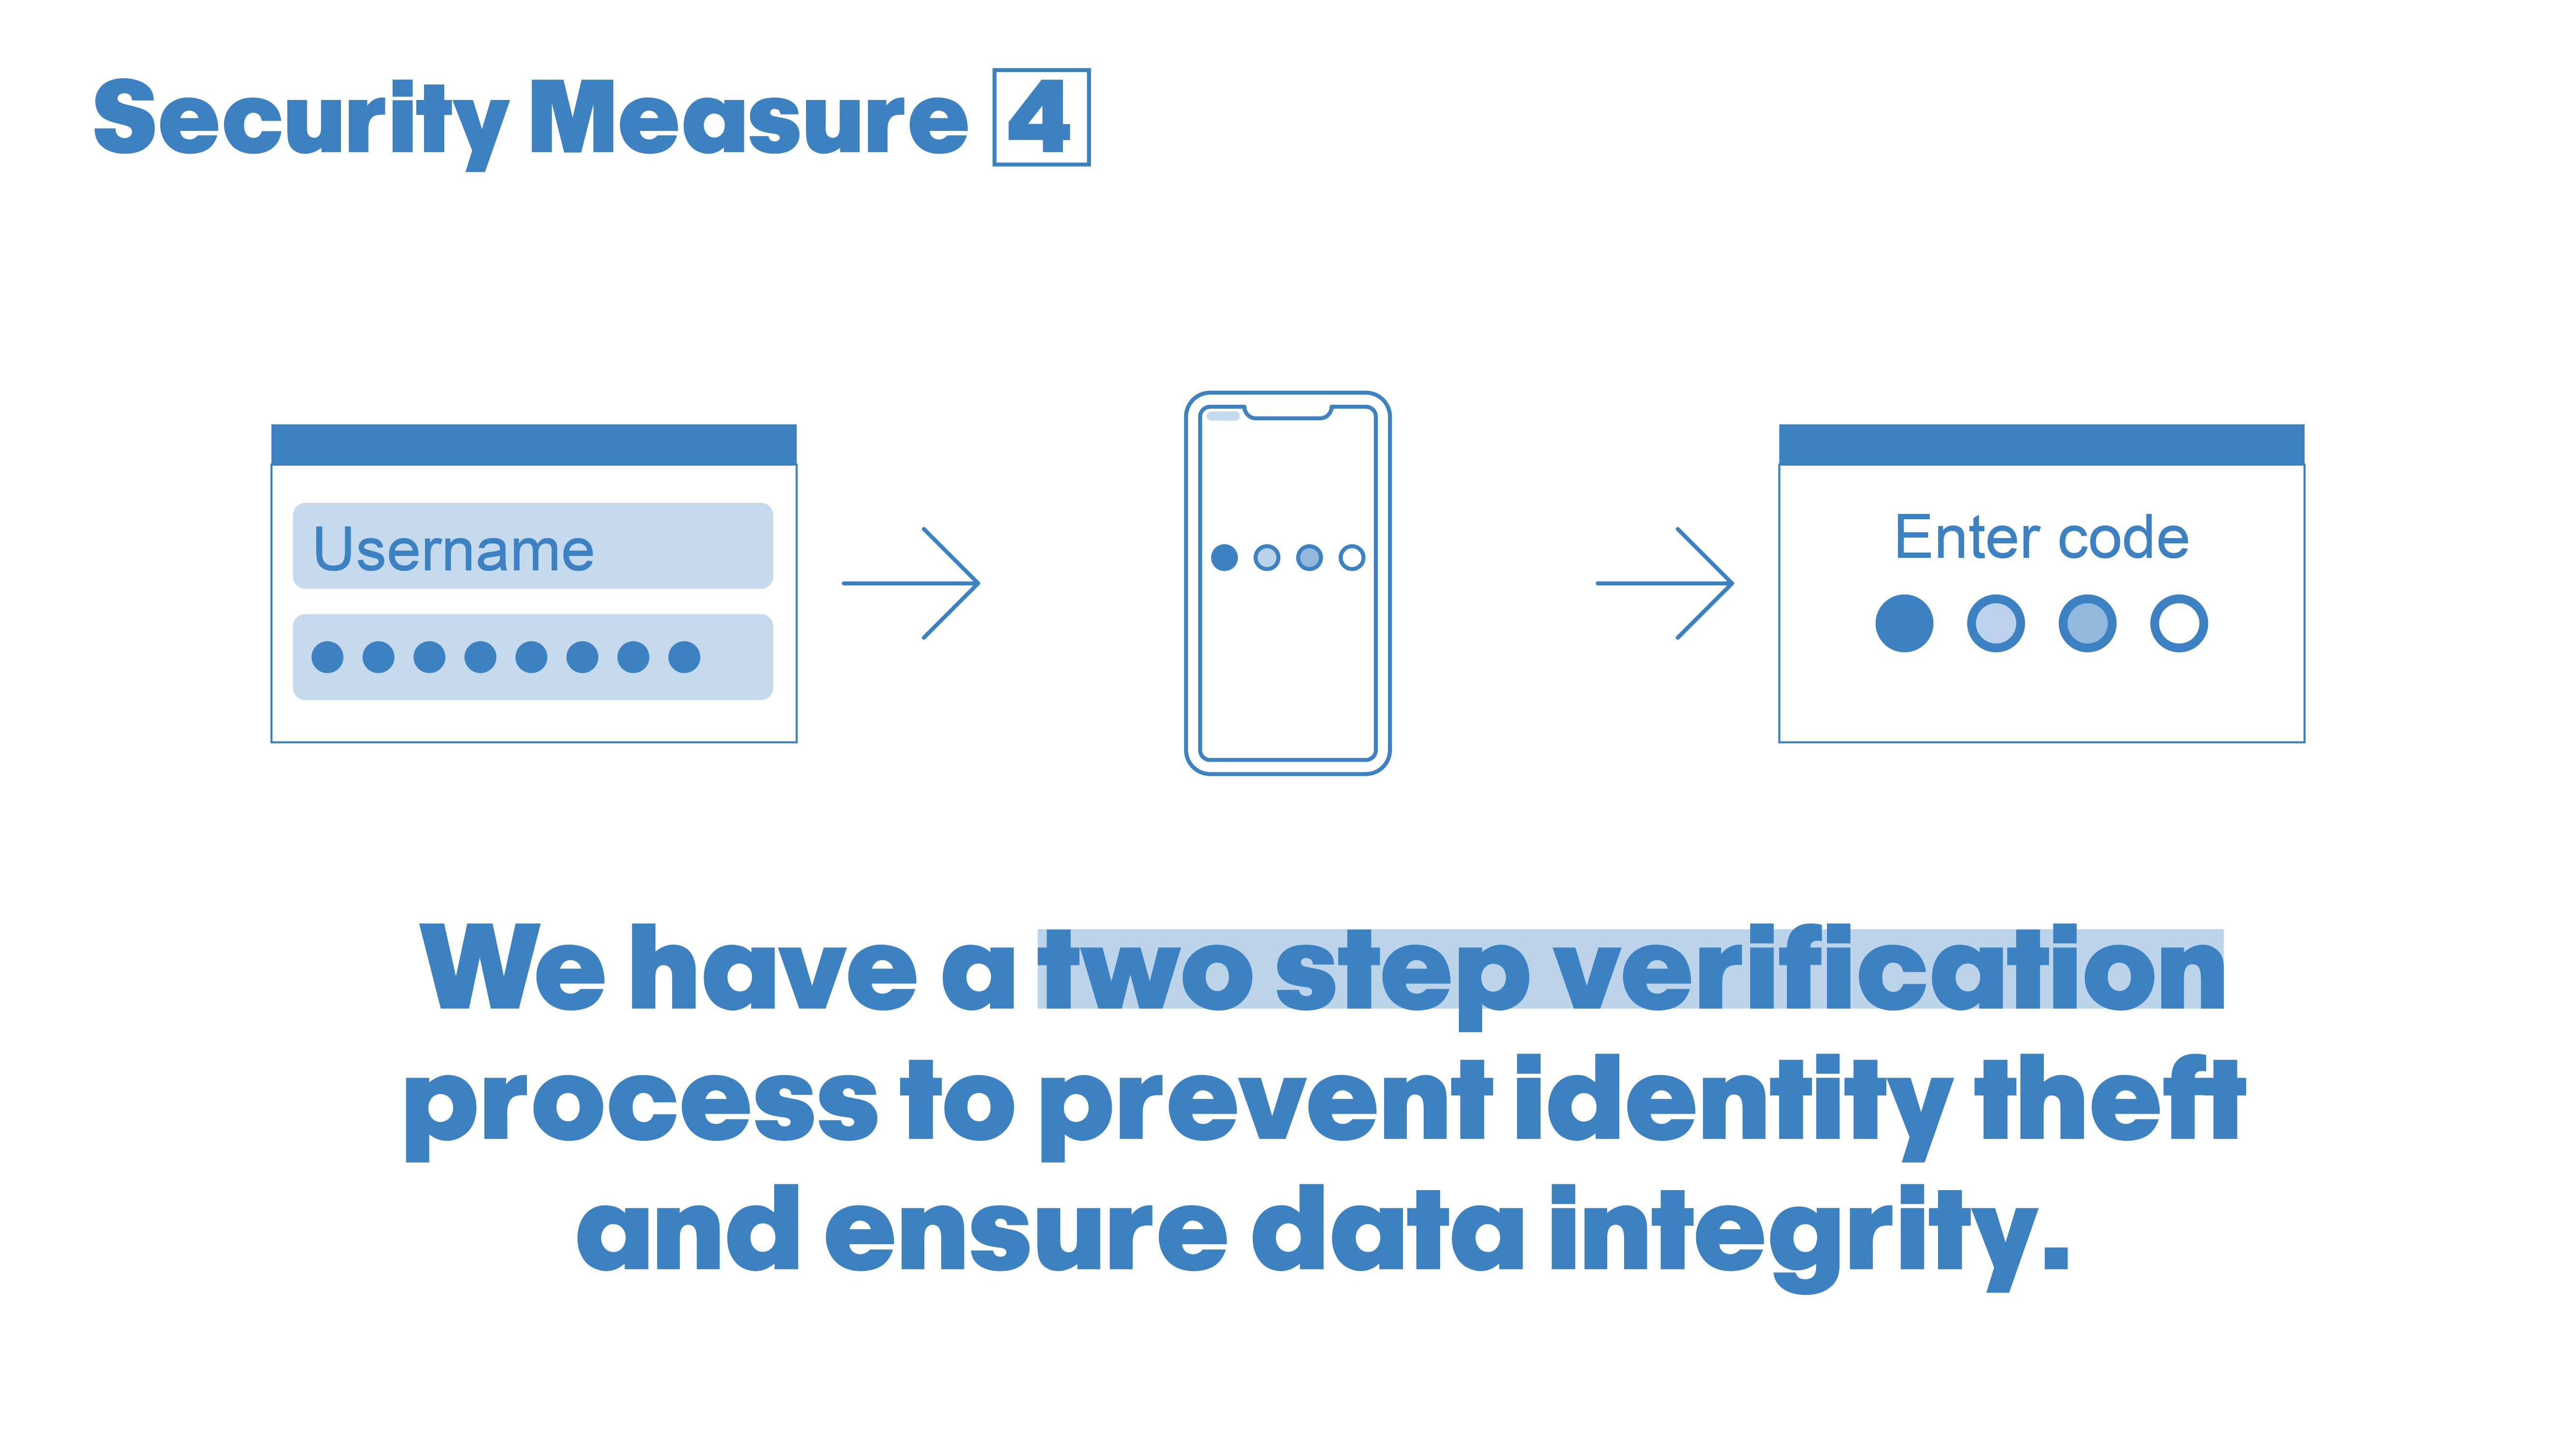 Security Measure 4
Username
Enter code
We have a two step verification
process to prevent identity theft
and ensure data integrity.